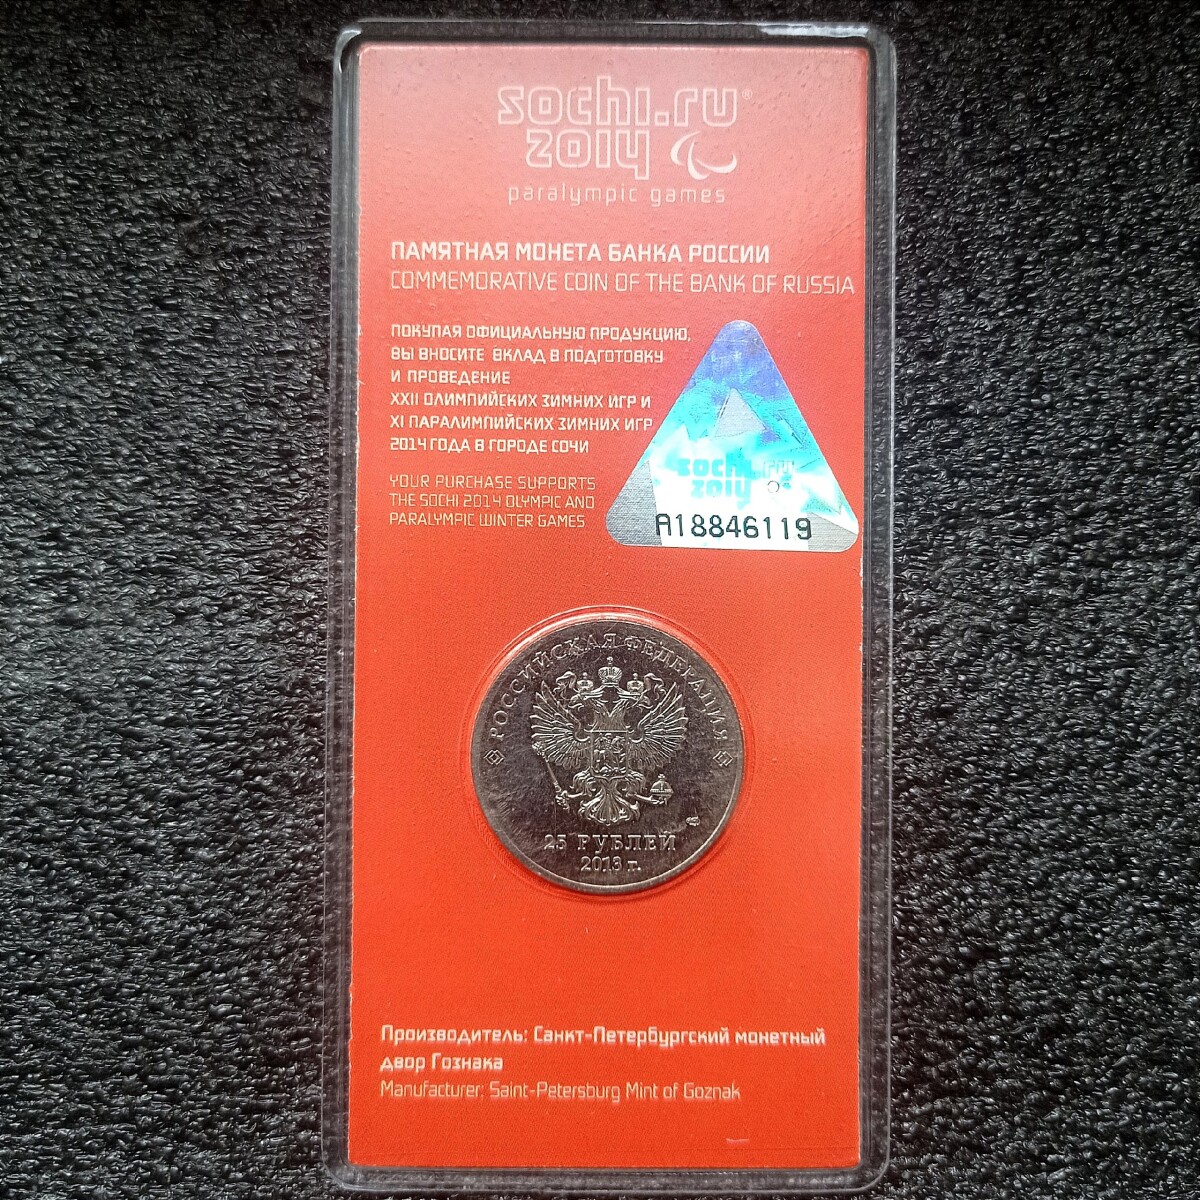 sochi.ru®
2014
paralympic games
ПАМЯТНАЯ МОНЕТА БАНКА РОССИИ
COMMEMORATIVE COIN OF THE BANK OF RUSSIA
ПОКУПАЯ ОФИЦИАЛЬНУЮ ПРОДУКЦИЮ,
ВЫ ВНОСИТЕ ВКЛАД В ПОДГОТОВКУ
И ПРОВЕДЕНИЕ
XXII ОЛИМПИЙСКИХ ЗИМНИХ ИГР И
XI ПАРАЛИМПИЙСКИХ ЗИМНИХ ИГР
2014 ГОДА В ГОРОДЕ СОЧИ
YOUR PURCHASE SUPPORTS
THE SOCHI 2014 OLYMPIC AND
PARALYMPIC WINTER GAMES
sochi.ru
2014
A18846119
РОССИЙСКАЯ ФЕДЕРАЦИЯ
25 РУБЛЕЙ
2013 г.
Производитель: Санкт-Петербургский монетный
двор Гознака
Manufacturer: Saint-Petersburg Mint of Goznak